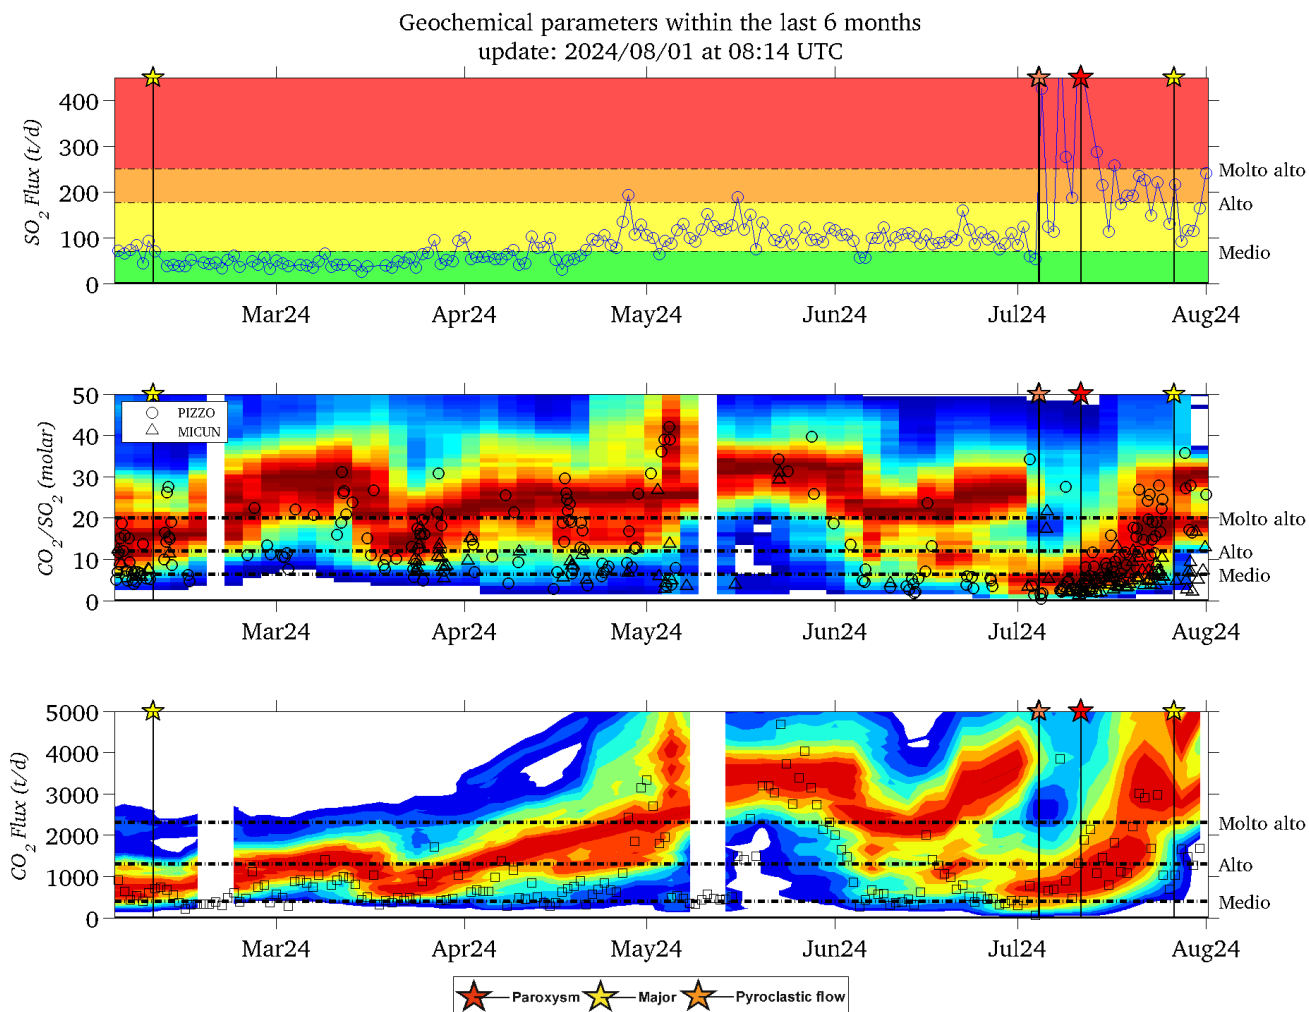 Geochemical parameters within the last 6 months
update: 2024/08/01 at 08:14 UTC
SO2 Flux (t/d)
400
300
200
100
0
Molto alto
Alto
Medio
Mar24 Apr24 May24 Jun24 Jul24 Aug24
CO2/SO2 (molar)
50
40
30
20
10
0
PIZZO
MICUN
Molto alto
Alto
Medio
Mar24 Apr24 May24 Jun24 Jul24 Aug24
CO2 Flux (t/d)
5000
4000
3000
2000
1000
0
Molto alto
Alto
Medio
Mar24 Apr24 May24 Jun24 Jul24 Aug24
Paroxysm Major Pyroclastic flow